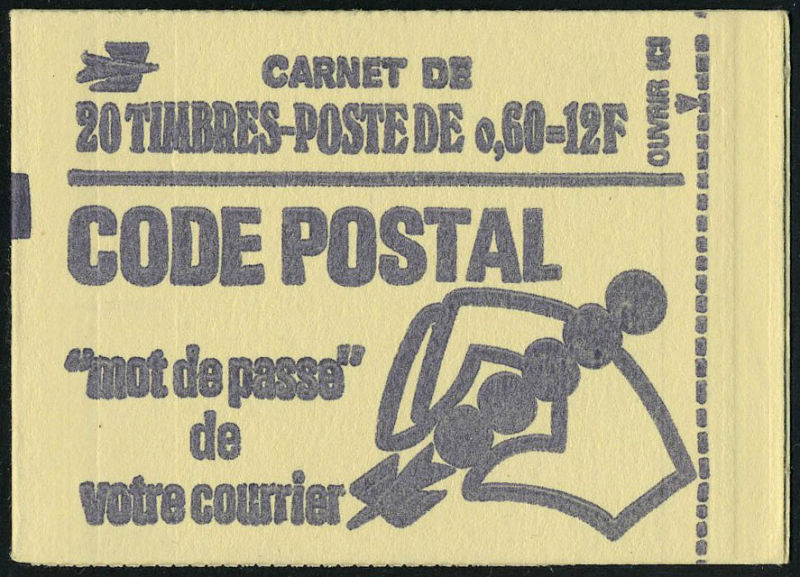 CARNET DE
20 TIMBRES-POSTE DE 0,60=12F
OUVRIR ICI
CODE POSTAL
"mot de passe"
de
votre courrier